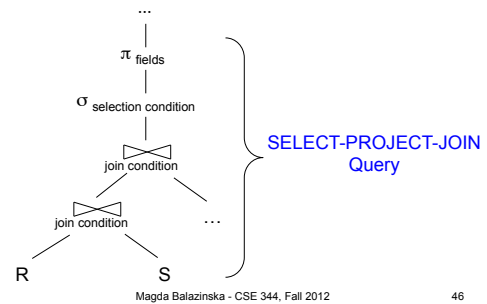 ...
π fields
σ selection condition
join condition
SELECT-PROJECT-JOIN
Query
join condition
...
R
S
Magda Balazinska - CSE 344, Fall 2012
46